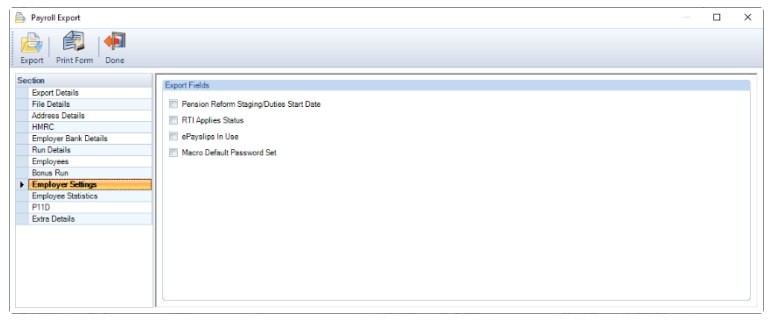 Payroll Export
Export Print Form Done
Section
Export Details
File Details
Address Details
HMRC
Employer Bank Details
Run Details
Employees
Bonus Run
Employer Settings
Employee Statistics
P11D
Extra Details
Export Fields
Pension Reform Staging/Duties Start Date
RTI Applies Status
ePayslips In Use
Macro Default Password Set